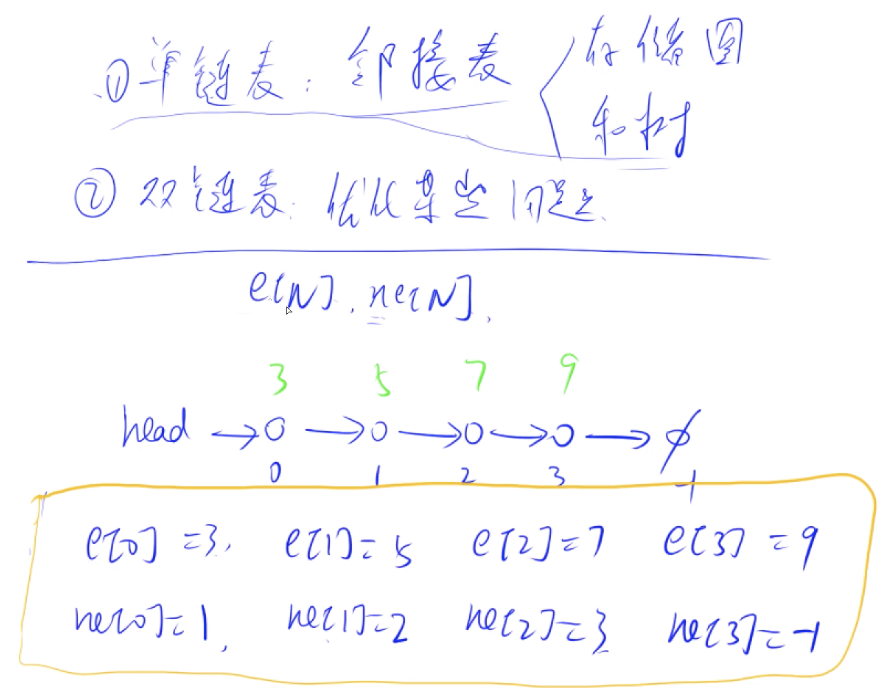 ①单链表：邻接表 存储图
和树
②双链表：优化某些问题
e[N], ne[N],
3 5 7 9
head →O→O→O→O→∅
0 1 2 3 -1
e[0]=3, e[1]=5 e[2]=7 e[3]=9
ne[0]=1, ne[1]=2 ne[2]=3 ne[3]=-1